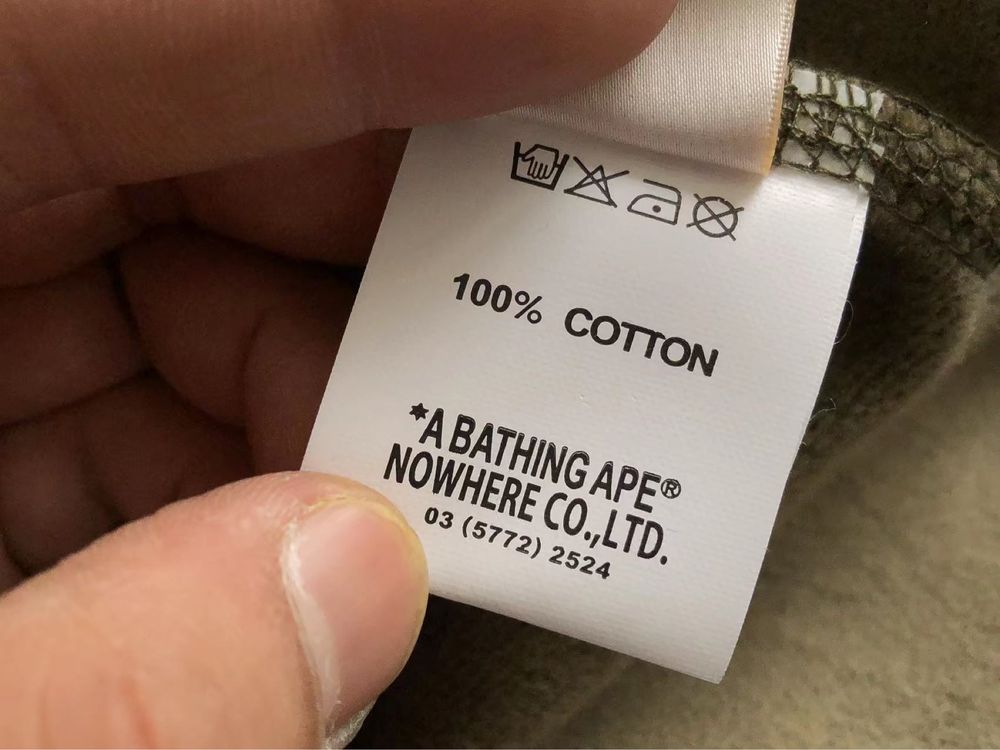 100% COTTON
*A BATHING APE®
NOWHERE CO.,LTD.
03 (5772) 2524